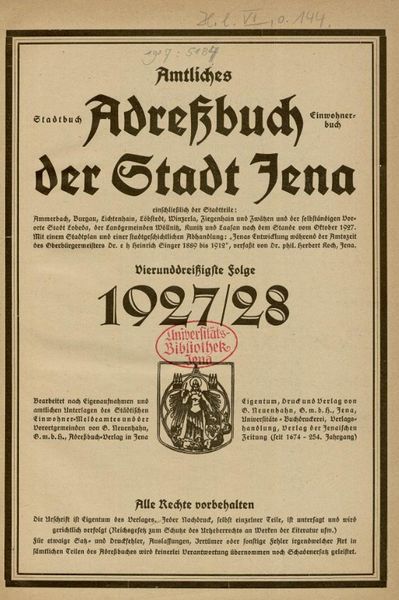 H. l. VI, o. 144.
Amtliches
Stadtbuch Adreßbuch Einwohner-
buch
der Stadt Jena
einschließlich der Stadtteile:
Ammerbach, Burgau, Lichtenhain, Löbstedt, Winzerla, Ziegenhain und Zwätzen und der selbständigen Vor-
orte Stadt Lobeda, der Landgemeinden Wöllnitz, Kunitz und Laasan nach dem Stande vom Oktober 1927.
Mit einem Stadtplan und einer stadtgeschichtlichen Abhandlung: „Jenas Entwicklung während der Amtszeit
des Oberbürgermeisters Dr. e h Heinrich Singer 1889 bis 1912", verfaßt von Dr. phil. Herbert Koch, Jena.
Vierunddreißigste Folge
1927/28
Universitäts-
Bibliothek
Jena
Bearbeitet nach Eigenaufnahmen und
amtlichen Unterlagen des Städtischen
Einwohner-Meldeamtes und der
Vorortgemeinden von G. Neuenhahn,
G. m. b. H., Adreßbuch-Verlag in Jena
Eigentum, Druck und Verlag von
G. Neuenhahn, G. m. b. H., Jena,
Universitäts-Buchdruckerei, Verlags-
handlung, Verlag der Jenaischen
Zeitung (seit 1674 - 254. Jahrgang)
Alle Rechte vorbehalten
Die Urschrift ist Eigentum des Verlages. Jeder Nachdruck, selbst einzelner Teile, ist untersagt und wird
gerichtlich verfolgt (Reichsgesetz zum Schutze des Urheberrechts an Werken der Literatur usw.)
Für etwaige Satz- und Druckfehler, Auslassungen, Irrtümer oder sonstige Fehler irgendwelcher Art in
sämtlichen Teilen des Adreßbuches wird keinerlei Verantwortung übernommen noch Schadenersatz geleistet.